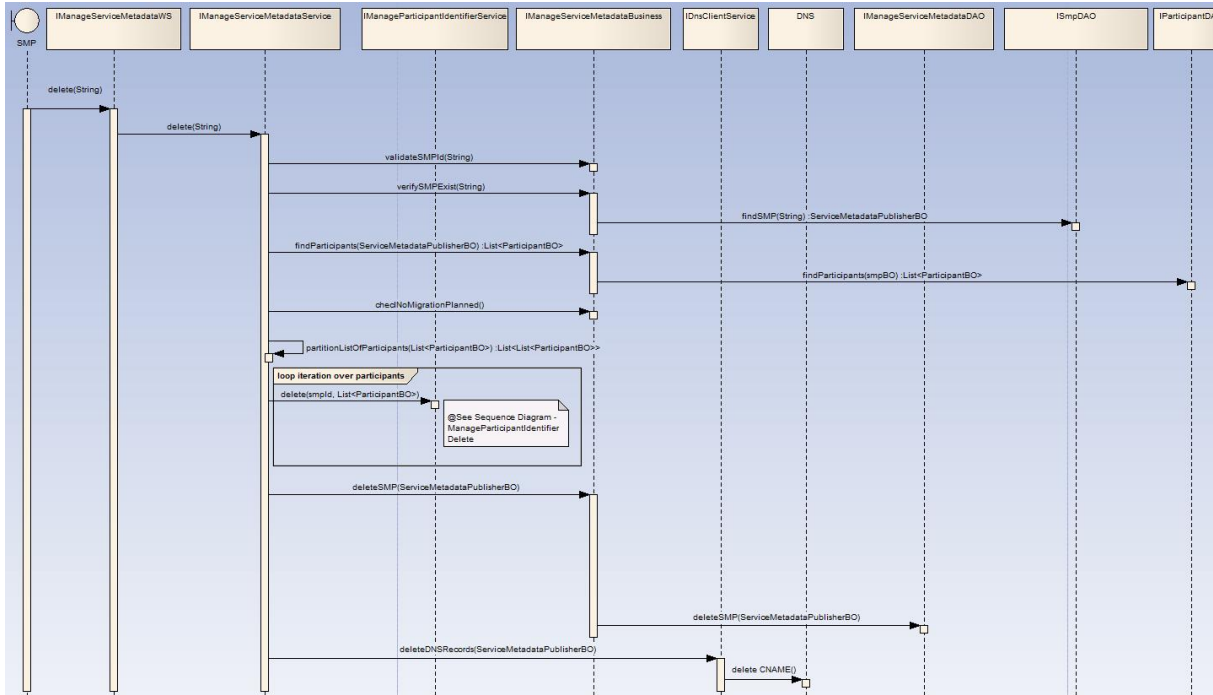 IManageServiceMetadataWS
IManageServiceMetadataService
IManageParticipantIdentifierService
IManageServiceMetadataBusiness
IDnsClientService
DNS
IManageServiceMetadataDAO
ISmpDAO
IParticipantDA
SMP
delete(String)
delete(String)
validateSMPId(String)
verifySMPExist(String)
findSMP(String) :ServiceMetadataPublisherBO
findParticipants(ServiceMetadataPublisherBO) :List<ParticipantBO>
findParticipants(smpBO) :List<ParticipantBO>
checlNoMigrationPlanned()
partitionListOfParticipants(List<ParticipantBO>) :List<List<ParticipantBO>>
loop iteration over participants
delete(smpId, List<ParticipantBO>)
@See Sequence Diagram -
ManageParticipantIdentifier
Delete
deleteSMP(ServiceMetadataPublisherBO)
deleteSMP(ServiceMetadataPublisherBO)
deleteDNSRecords(ServiceMetadataPublisherBO)
delete CNAME()